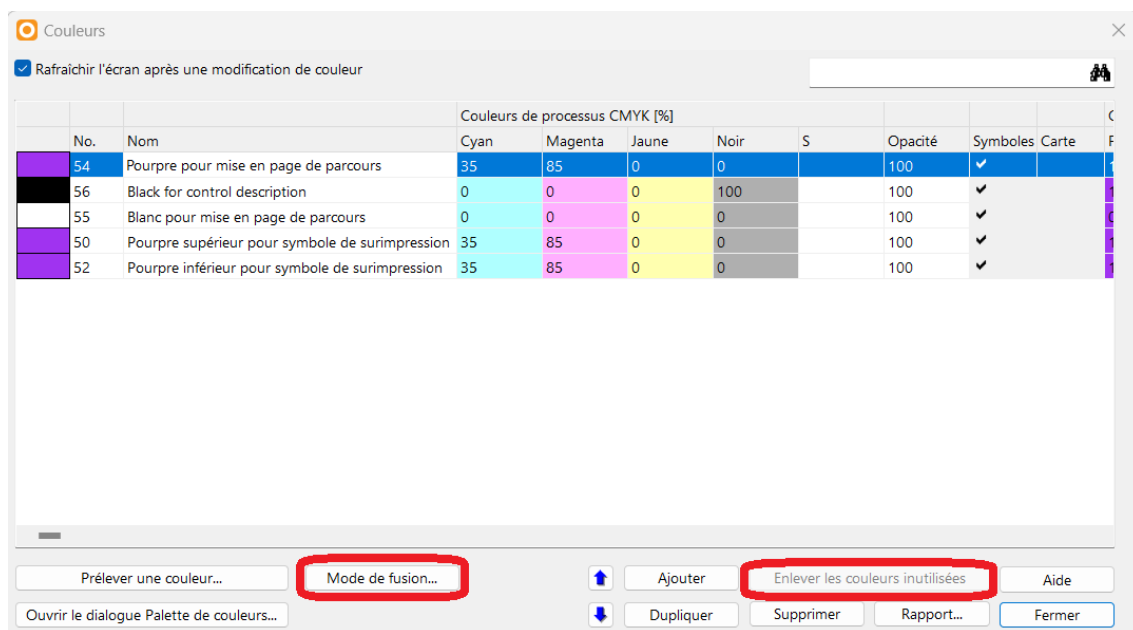 Couleurs
Rafraîchir l'écran après une modification de couleur
Couleurs de processus CMYK [%]
No. Nom Cyan Magenta Jaune Noir S Opacité Symboles Carte
54 Pourpre pour mise en page de parcours 35 85 0 0 100
56 Black for control description 0 0 0 100 100
55 Blanc pour mise en page de parcours 0 0 0 0 100
50 Pourpre supérieur pour symbole de surimpression 35 85 0 0 100
52 Pourpre inférieur pour symbole de surimpression 35 85 0 0 100
Prélever une couleur... Mode de fusion... Ajouter Enlever les couleurs inutilisées Aide
Ouvrir le dialogue Palette de couleurs... Dupliquer Supprimer Rapport... Fermer